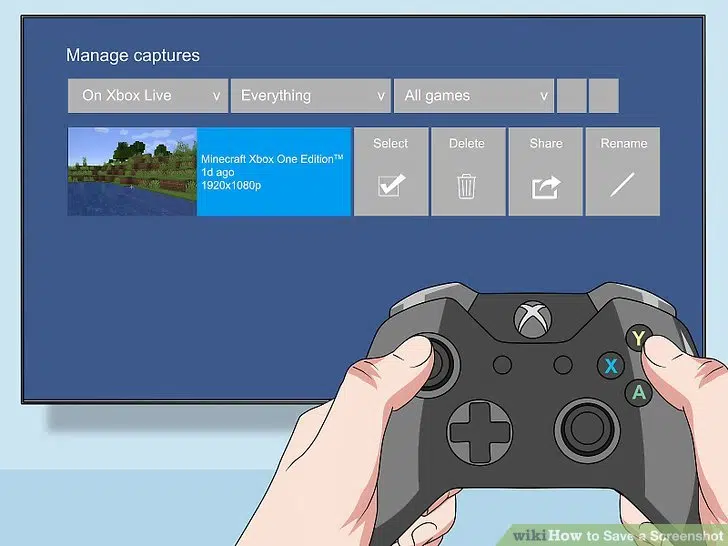 Manage captures
On Xbox Live v Everything v All games v
Minecraft Xbox One Edition™
1d ago
1920x1080p
Select Delete Share Rename
Y
X
A
wikiHow to Save a Screenshot